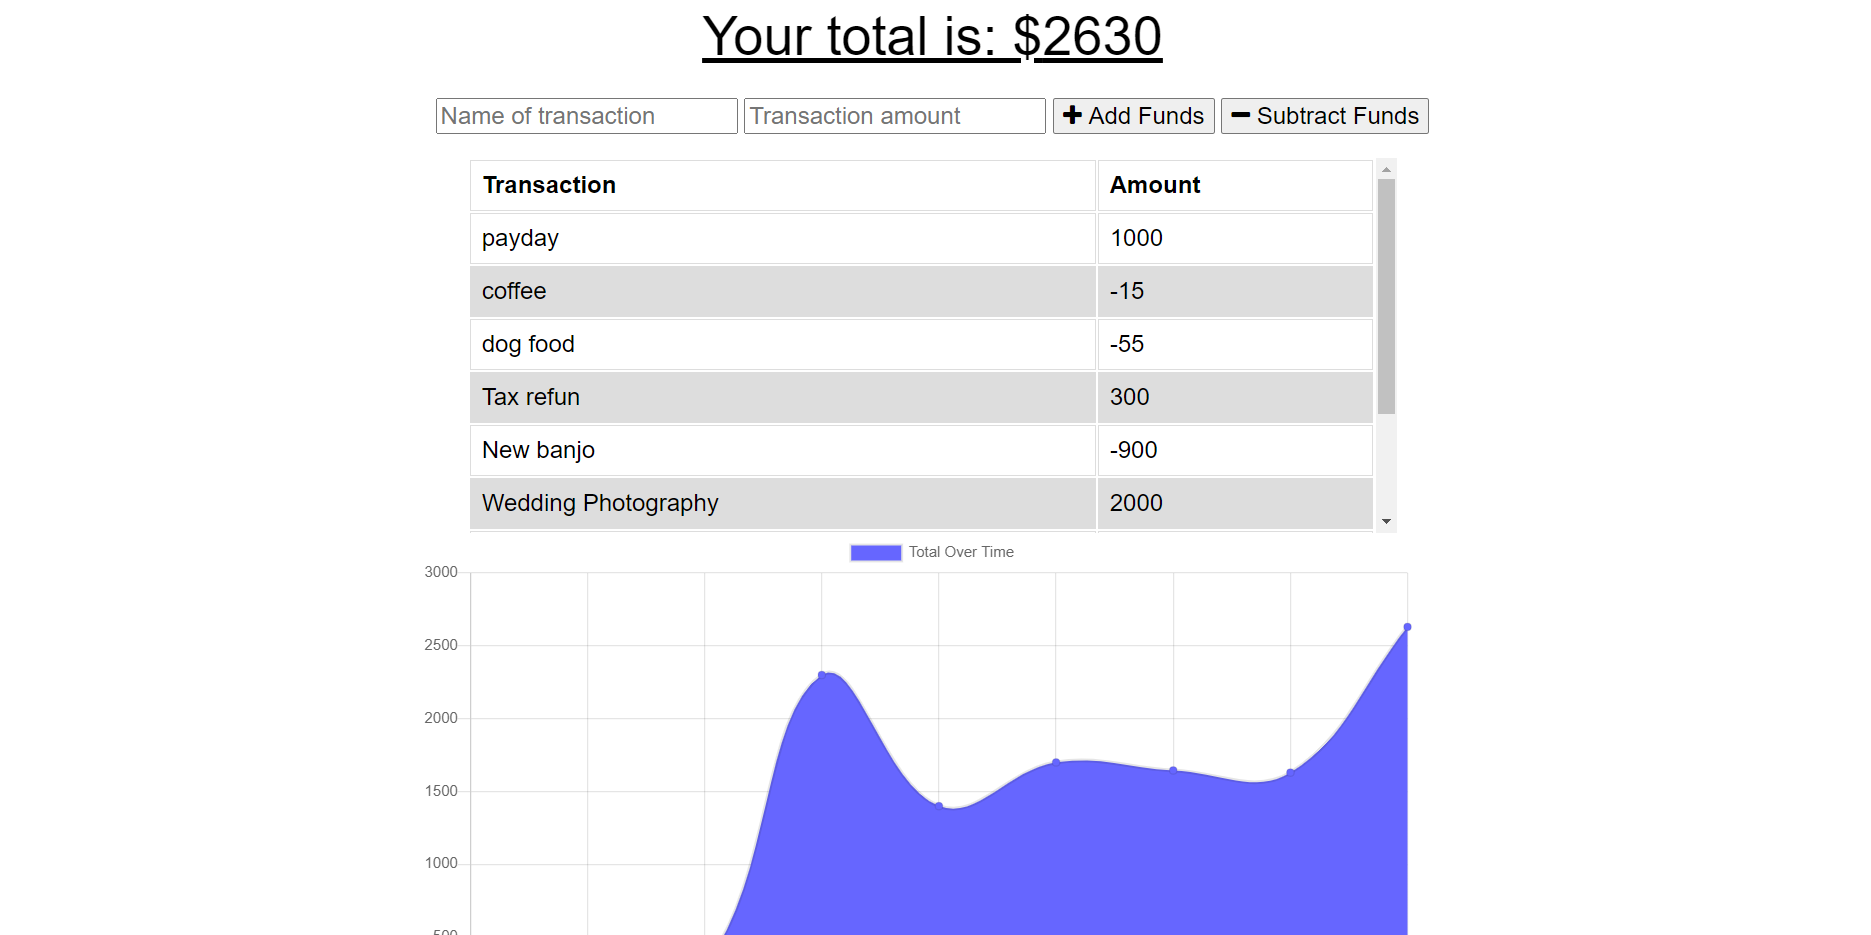 Your total is: $2630
Name of transaction Transaction amount Add Funds Subtract Funds
Transaction Amount
payday 1000
coffee -15
dog food -55
Tax refun 300
New banjo -900
Wedding Photography 2000
Total Over Time
3000
2500
2000
1500
1000
500